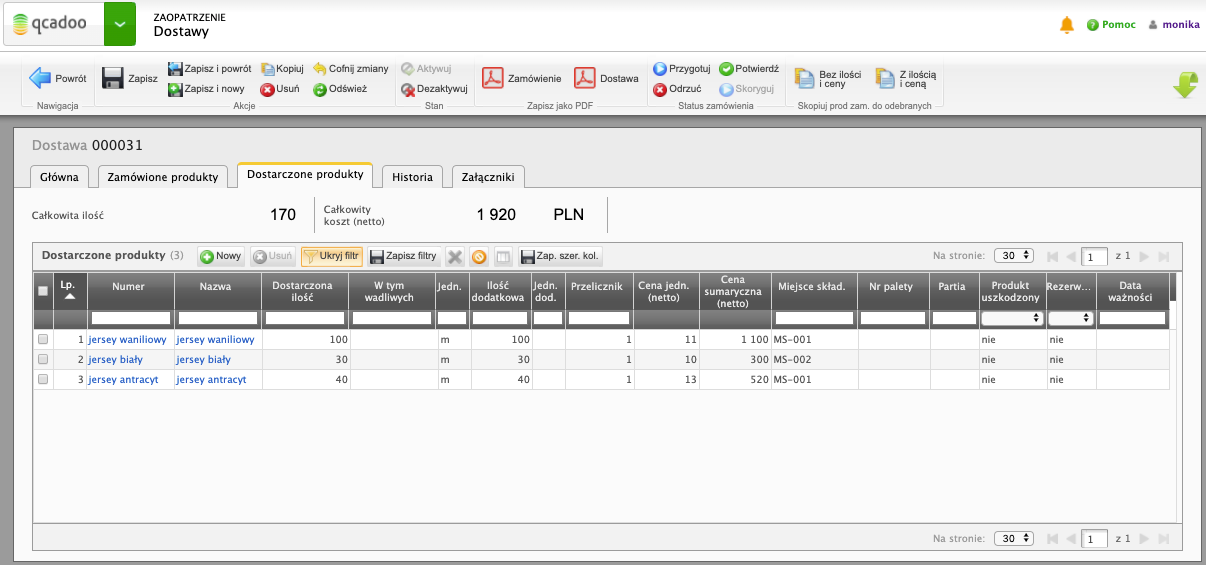 qcadoo
ZAOPATRZENIE
Dostawy
Pomoc
monika
Powrót
Nawigacja
Zapisz
Zapisz i powrót
Kopiuj
Cofnij zmiany
Zapisz i nowy
Usuń
Odśwież
Akcje
Aktywuj
Dezaktywuj
Stan
Zamówienie
Dostawa
Zapisz jako PDF
Przygotuj
Potwierdź
Odrzuć
Skoryguj
Status zamówienia
Bez ilości i ceny
Z ilością i ceną
Skopiuj prod zam. do odebranych
Dostawa 000031
Główna
Zamówione produkty
Dostarczone produkty
Historia
Załączniki
Całkowita ilość 170
Całkowity koszt (netto) 1 920 PLN
Dostarczone produkty (3) Nowy Usuń Ukryj filtr Zapisz filtry Zap. szer. kol. Na stronie: 30 1 z 1
Lp. Numer Nazwa Dostarczona ilość W tym wadliwych Jedn. Ilość dodatkowa Jedn. dod. Przelicznik Cena jedn. (netto) Cena sumaryczna (netto) Miejsce skład. Nr palety Partia Produkt uszkodzony Rezerw... Data ważności
1 jersey waniliowy jersey waniliowy 100 m 100 1 11 1 100 MS-001 nie nie
2 jersey biały jersey biały 30 m 30 1 10 300 MS-002 nie nie
3 jersey antracyt jersey antracyt 40 m 40 1 13 520 MS-001 nie nie
Na stronie: 30 1 z 1